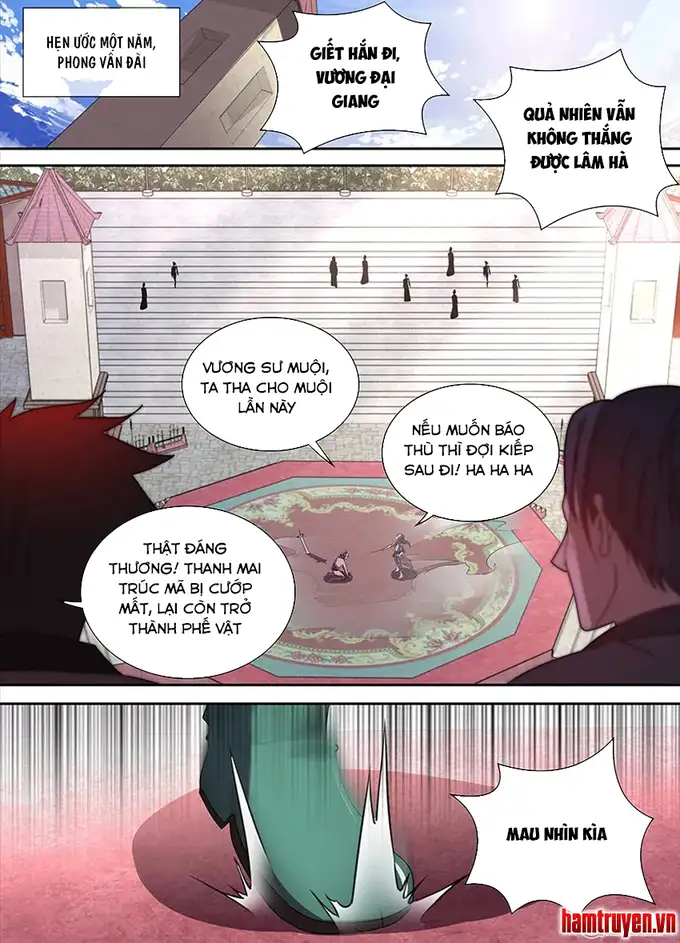 HẸN ƯỚC MỘT NĂM,
PHONG VÂN ĐÀI
GIẾT HẮN ĐI,
VƯƠNG ĐẠI
GIANG
QUẢ NHIÊN VẪN
KHÔNG THẮNG
ĐƯỢC LÂM HÀ
VƯƠNG SƯ MUỘI,
TA THA CHO MUỘI
LẦN NÀY
NẾU MUỐN BÁO
THÙ THÌ ĐỢI KIẾP
SAU ĐI! HA HA HA
THẬT ĐÁNG
THƯƠNG! THANH MAI
TRÚC MÃ BỊ CƯỚP
MẤT, LẠI CÒN TRỞ
THÀNH PHẾ VẬT
MAU NHÌN KÌA
hamtruyen.vn